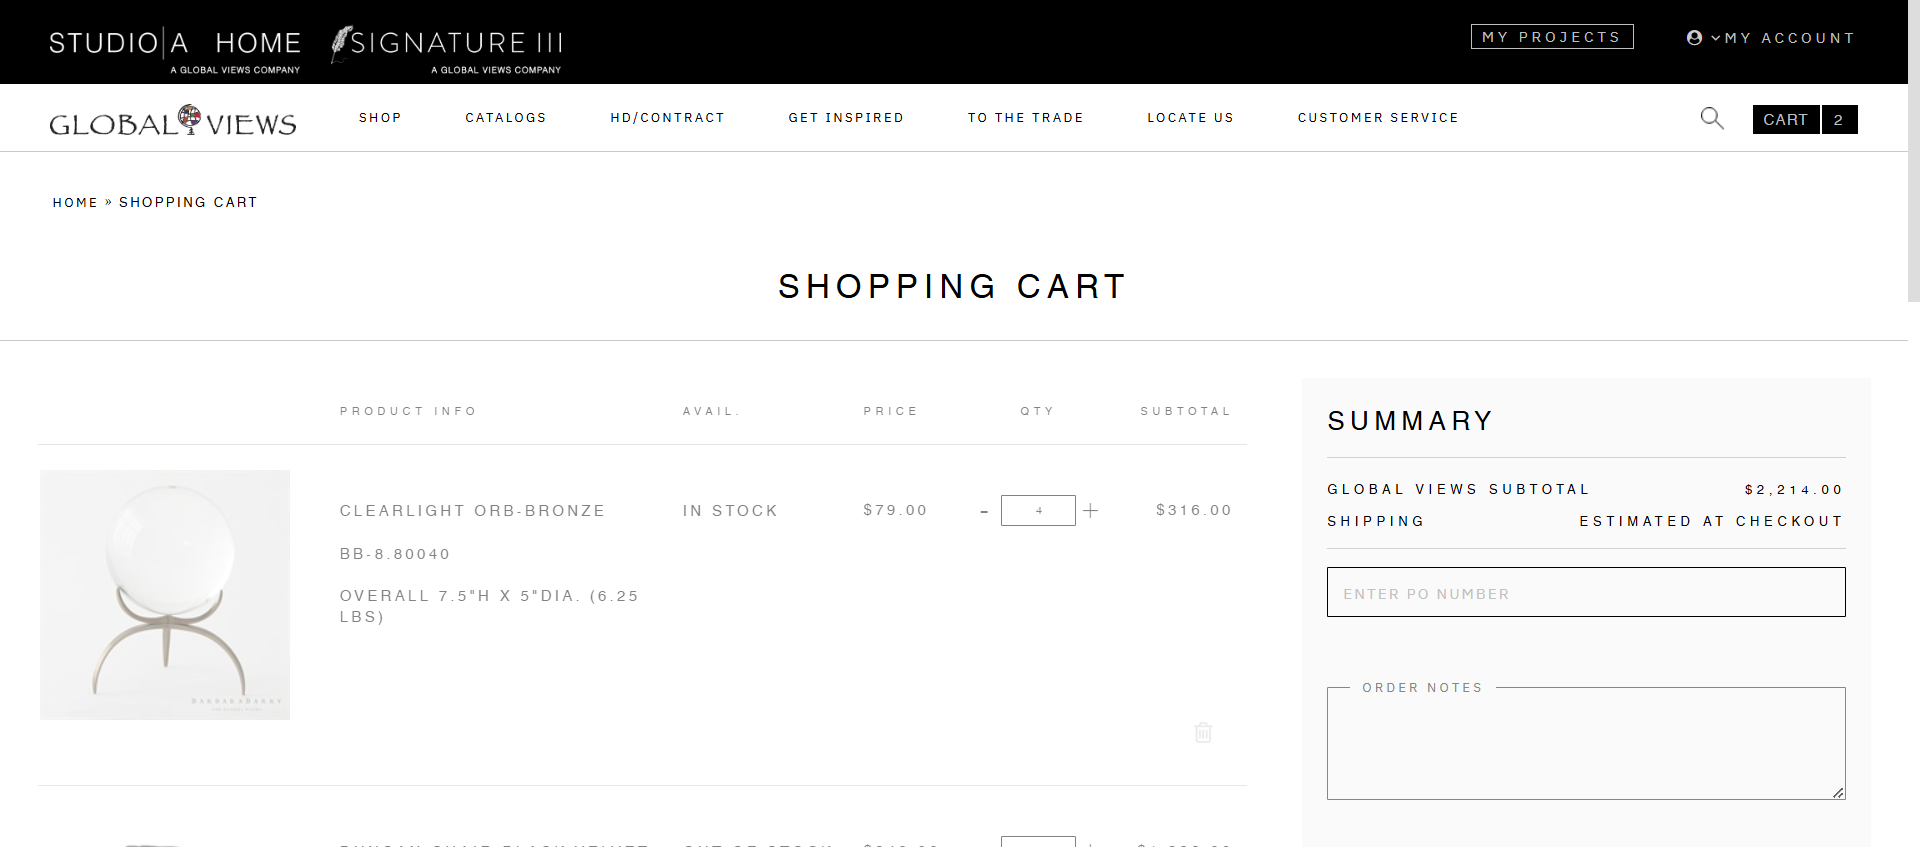 STUDIO|A HOME
A GLOBAL VIEWS COMPANY
SIGNATURE III
A GLOBAL VIEWS COMPANY
MY PROJECTS
MY ACCOUNT
GLOBAL VIEWS
SHOP
CATALOGS
HD/CONTRACT
GET INSPIRED
TO THE TRADE
LOCATE US
CUSTOMER SERVICE
CART 2
HOME » SHOPPING CART
SHOPPING CART
PRODUCT INFO
AVAIL.
PRICE
QTY
SUBTOTAL
CLEARLIGHT ORB-BRONZE
IN STOCK
$79.00
- 4 +
$316.00
BB-8.80040
OVERALL 7.5"H X 5"DIA. (6.25
LBS)
BARBARABARRY
SUMMARY
GLOBAL VIEWS SUBTOTAL
$2,214.00
SHIPPING
ESTIMATED AT CHECKOUT
ENTER PO NUMBER
ORDER NOTES